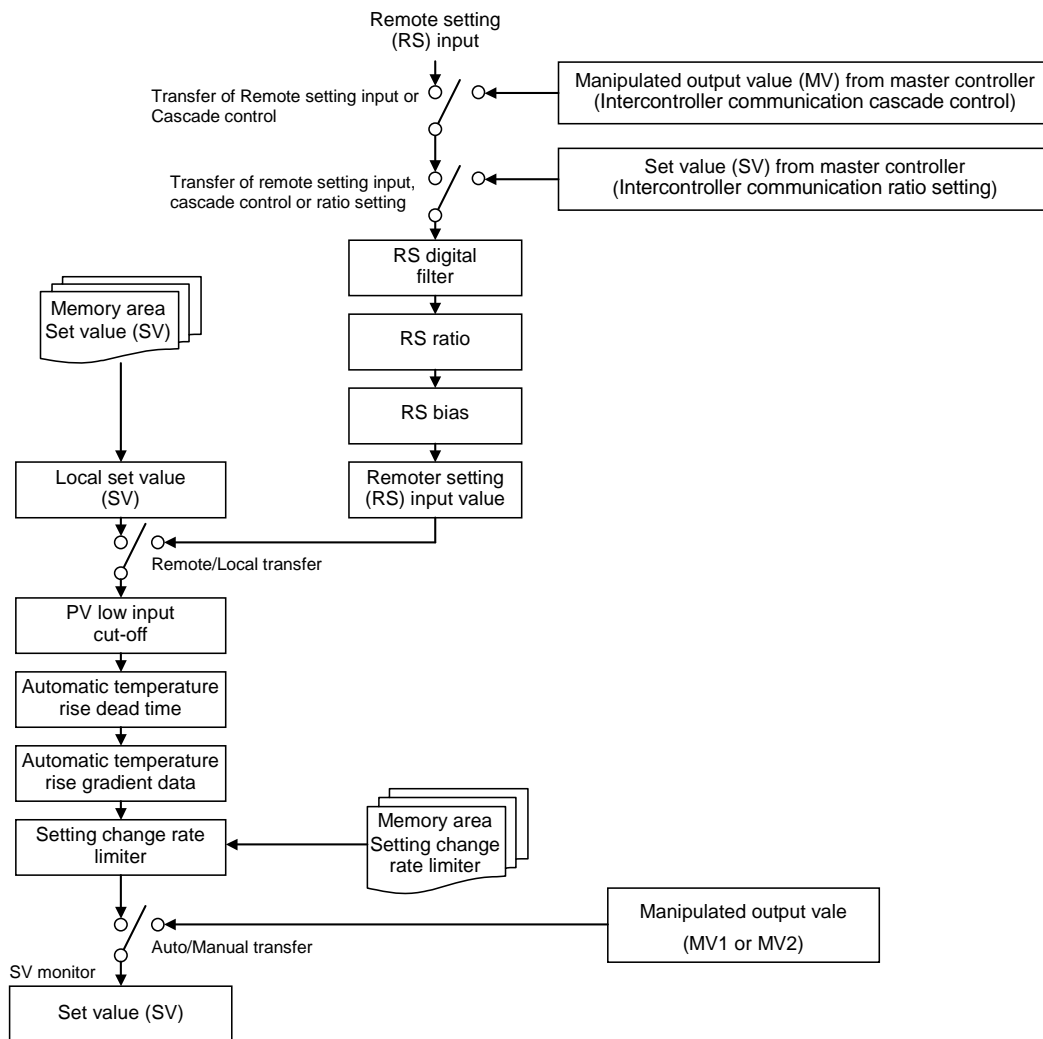 Remote setting
(RS) input
Transfer of Remote setting input or
Cascade control
Manipulated output value (MV) from master controller
(Intercontroller communication cascade control)
Transfer of remote setting input,
cascade control or ratio setting
Set value (SV) from master controller
(Intercontroller communication ratio setting)
RS digital
filter
Memory area
Set value (SV)
RS ratio
RS bias
Local set value
(SV)
Remoter setting
(RS) input value
Remote/Local transfer
PV low input
cut-off
Automatic temperature
rise dead time
Automatic temperature
rise gradient data
Setting change rate
limiter
Memory area
Setting change
rate limiter
Manipulated output vale
(MV1 or MV2)
Auto/Manual transfer
SV monitor
Set value (SV)